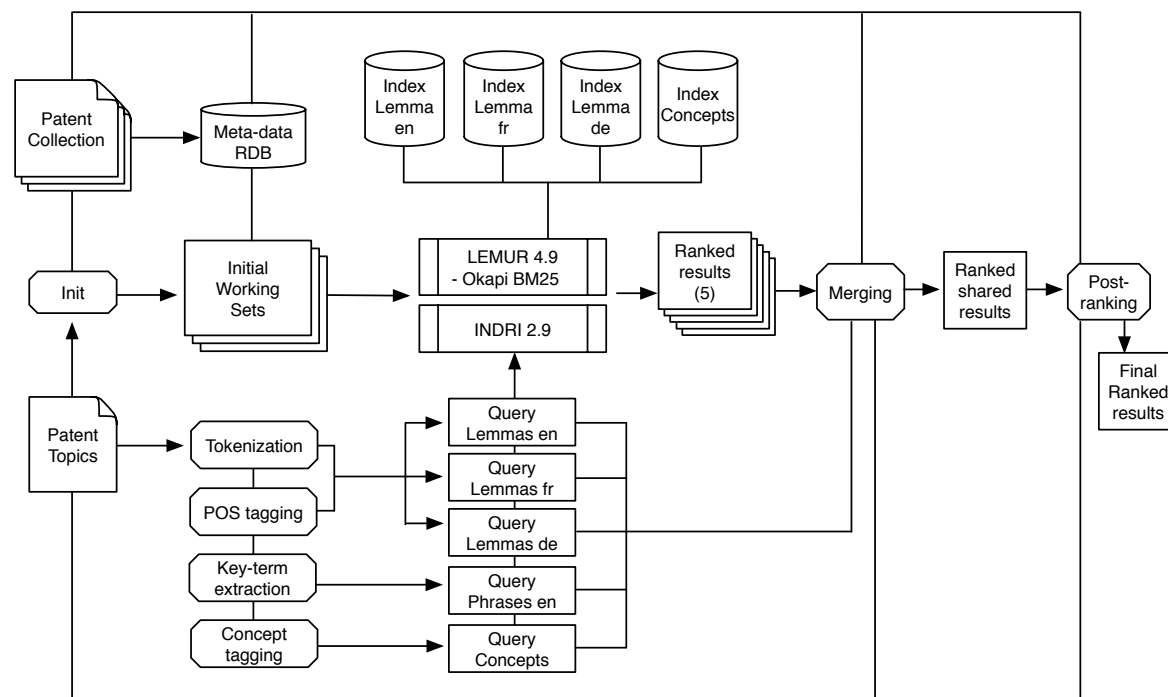 Index
Lemma
en
Index
Lemma
fr
Index
Lemma
de
Index
Concepts
Patent
Collection
Meta-data
RDB
Init
Initial
Working
Sets
LEMUR 4.9
- Okapi BM25
INDRI 2.9
Ranked
results
(5)
Merging
Ranked
shared
results
Post-
ranking
Final
Ranked
results
Patent
Topics
Tokenization
POS tagging
Key-term
extraction
Concept
tagging
Query
Lemmas en
Query
Lemmas fr
Query
Lemmas de
Query
Phrases en
Query
Concepts